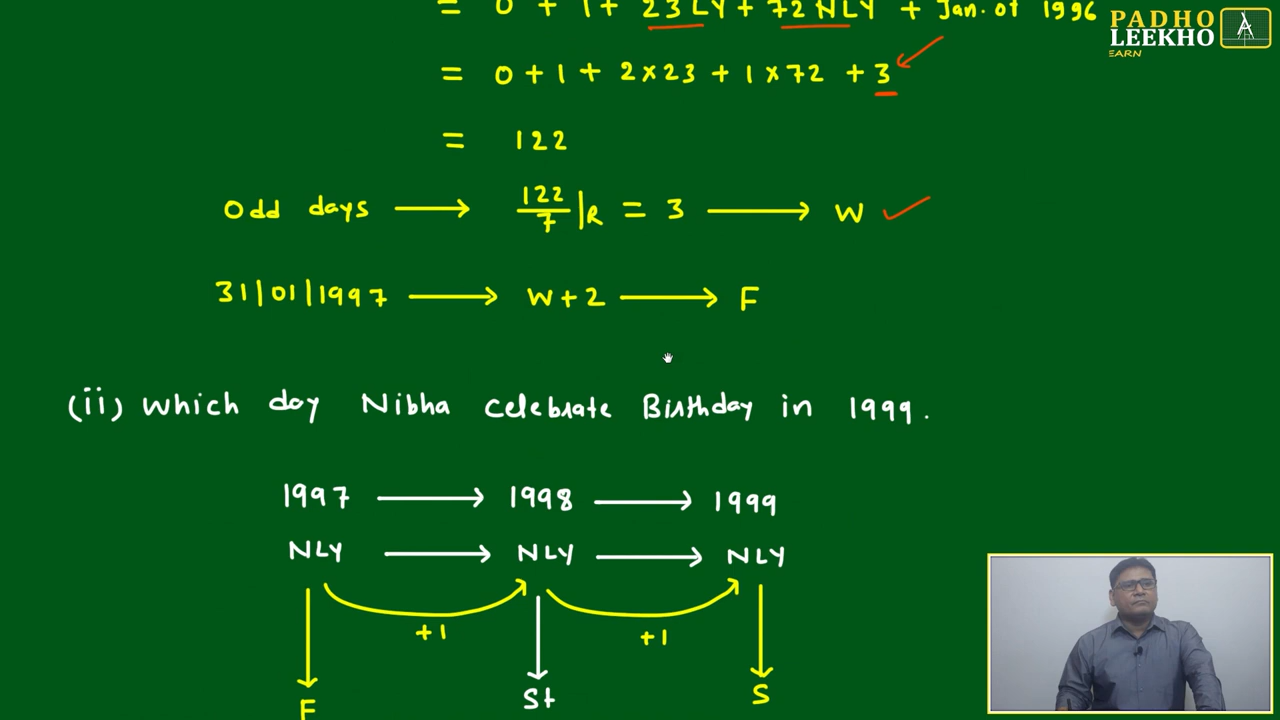 = 0 + 1 + 23 LY + 72 NLY + Jan. of 1996
PADHO
LEEKHO
EARN
= 0 + 1 + 2 x 23 + 1 x 72 + 3
= 122
Odd days → 122/7|R = 3 → W ✓
31|01|1997 → W + 2 → F
(ii) Which day Nibha Celebrate Birthday in 1999.
1997 → 1998 → 1999
NLY → NLY → NLY
+1 +1
F St S